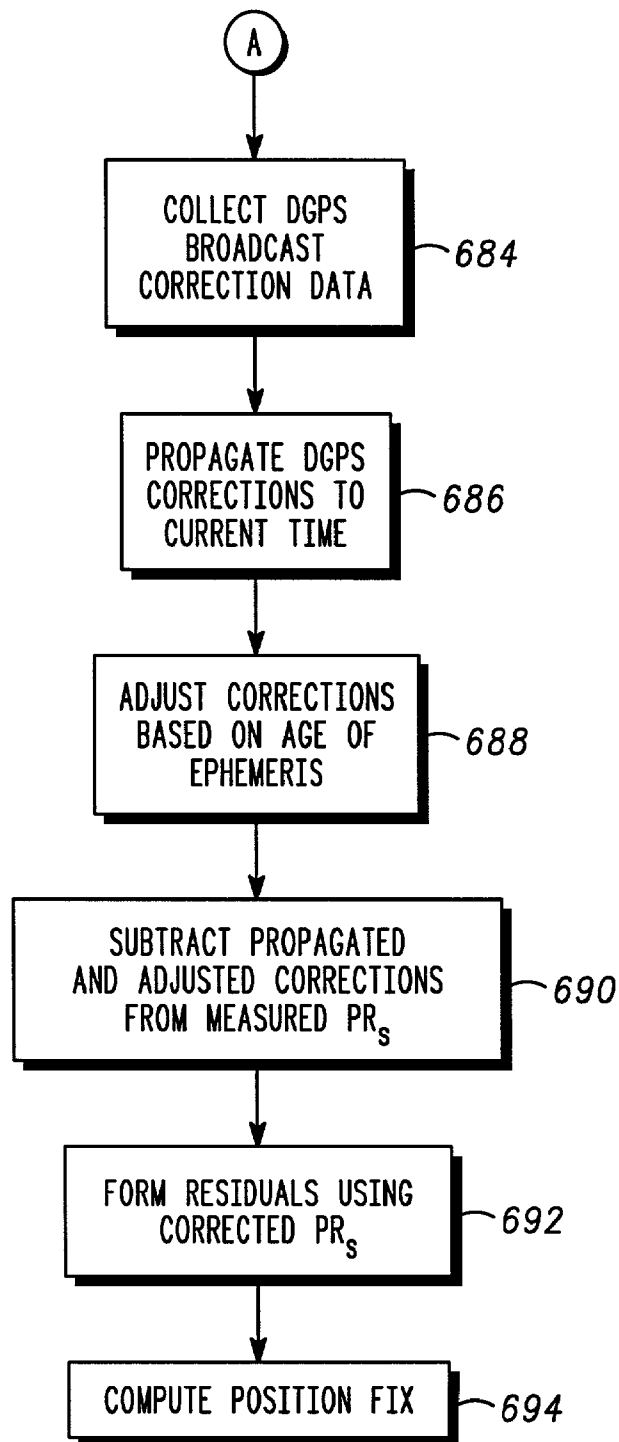 A
COLLECT DGPS
BROADCAST
CORRECTION DATA
684
PROPAGATE DGPS
CORRECTIONS TO
CURRENT TIME
686
ADJUST CORRECTIONS
BASED ON AGE OF
EPHEMERIS
688
SUBTRACT PROPAGATED
AND ADJUSTED CORRECTIONS
FROM MEASURED PRs
690
FORM RESIDUALS USING
CORRECTED PRs
692
COMPUTE POSITION FIX
694